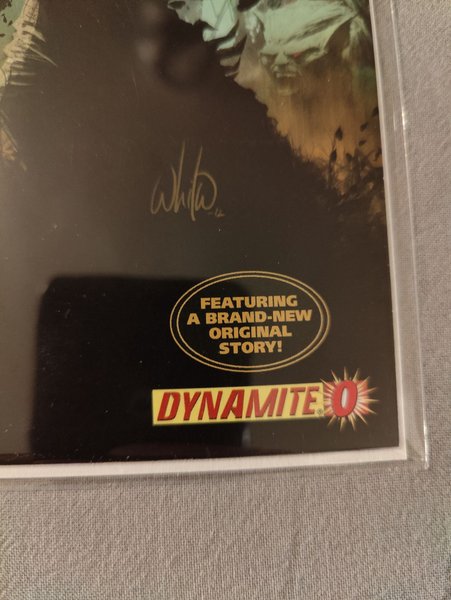 FEATURING
A BRAND-NEW
ORIGINAL
STORY!
DYNAMITE® 0